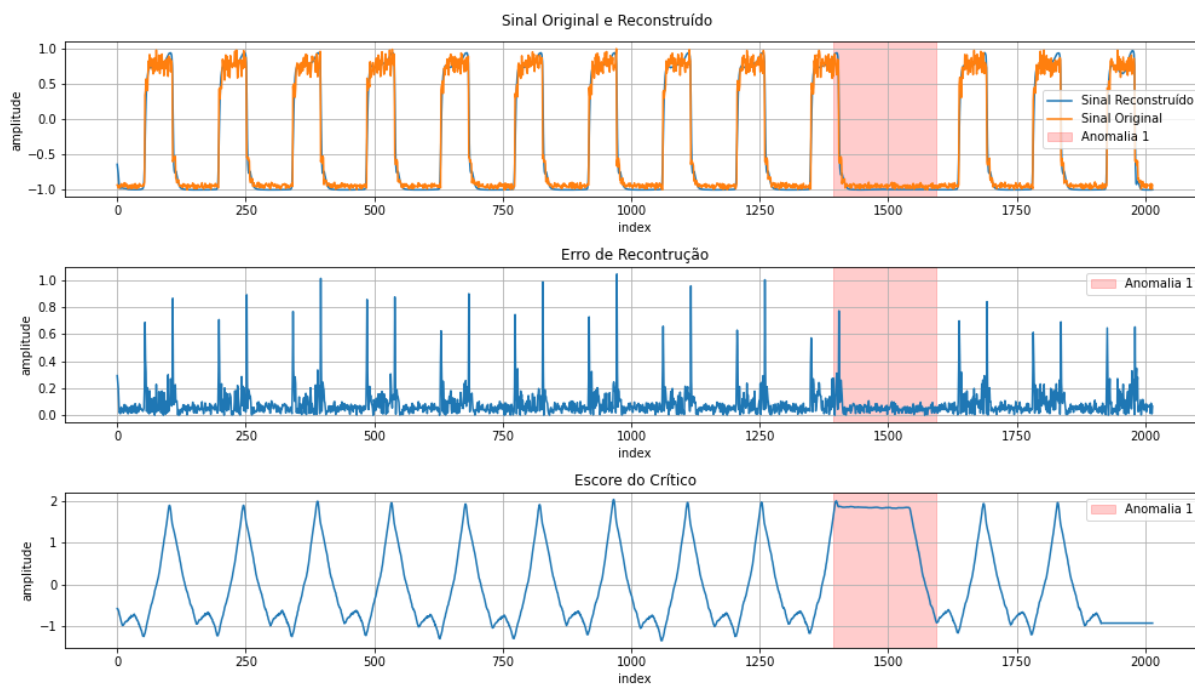 Sinal Original e Reconstruído
1.0
0.5
0.0
−0.5
−1.0
amplitude
Sinal Reconstruído
Sinal Original
Anomalia 1
0 250 500 750 1000 1250 1500 1750 2000
index
Erro de Recontrução
1.0
0.8
0.6
0.4
0.2
0.0
amplitude
Anomalia 1
0 250 500 750 1000 1250 1500 1750 2000
index
Escore do Crítico
2
1
0
−1
amplitude
Anomalia 1
0 250 500 750 1000 1250 1500 1750 2000
index